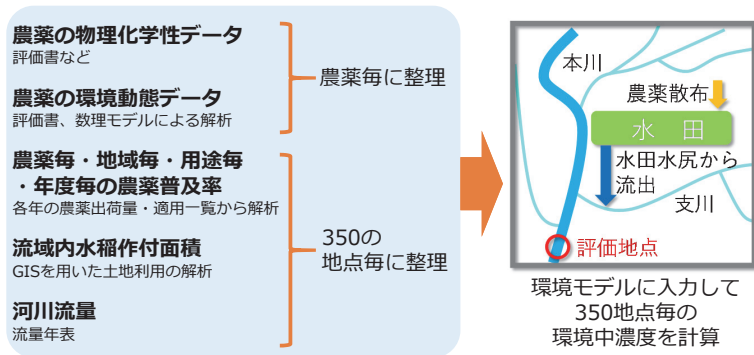 農薬の物理化学性データ
評価書など
農薬の環境動態データ
評価書、数理モデルによる解析
農薬毎に整理
農薬毎・地域毎・用途毎
・年度毎の農薬普及率
各年の農薬出荷量・適用一覧から解析
流域内水稲作付面積
GISを用いた土地利用の解析
河川流量
流量年表
350の
地点毎に整理
本川
農薬散布
水 田
水田水尻から
流出
支川
評価地点
環境モデルに入力して
350地点毎の
環境中濃度を計算